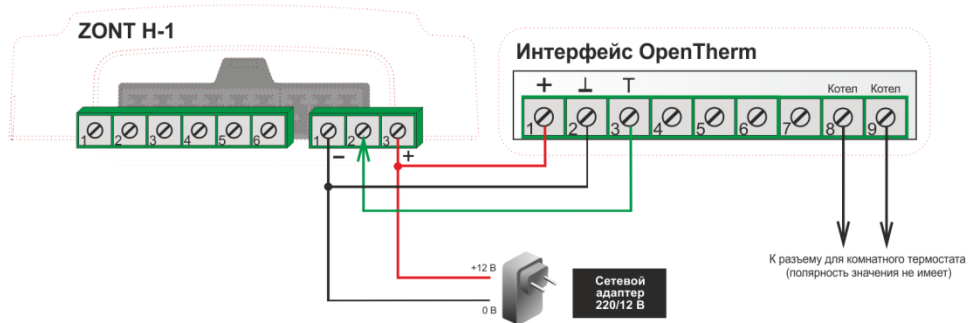 ZONT H-1
Интерфейс OpenTherm
+ ⊥ T Котел Котел
1 2 3 4 5 6 1 2 3
1 2 3 4 5 6 7 8 9
− +
К разъему для комнатного термостата
(полярность значения не имеет)
+12 В
0 В
Сетевой
адаптер
220/12 В